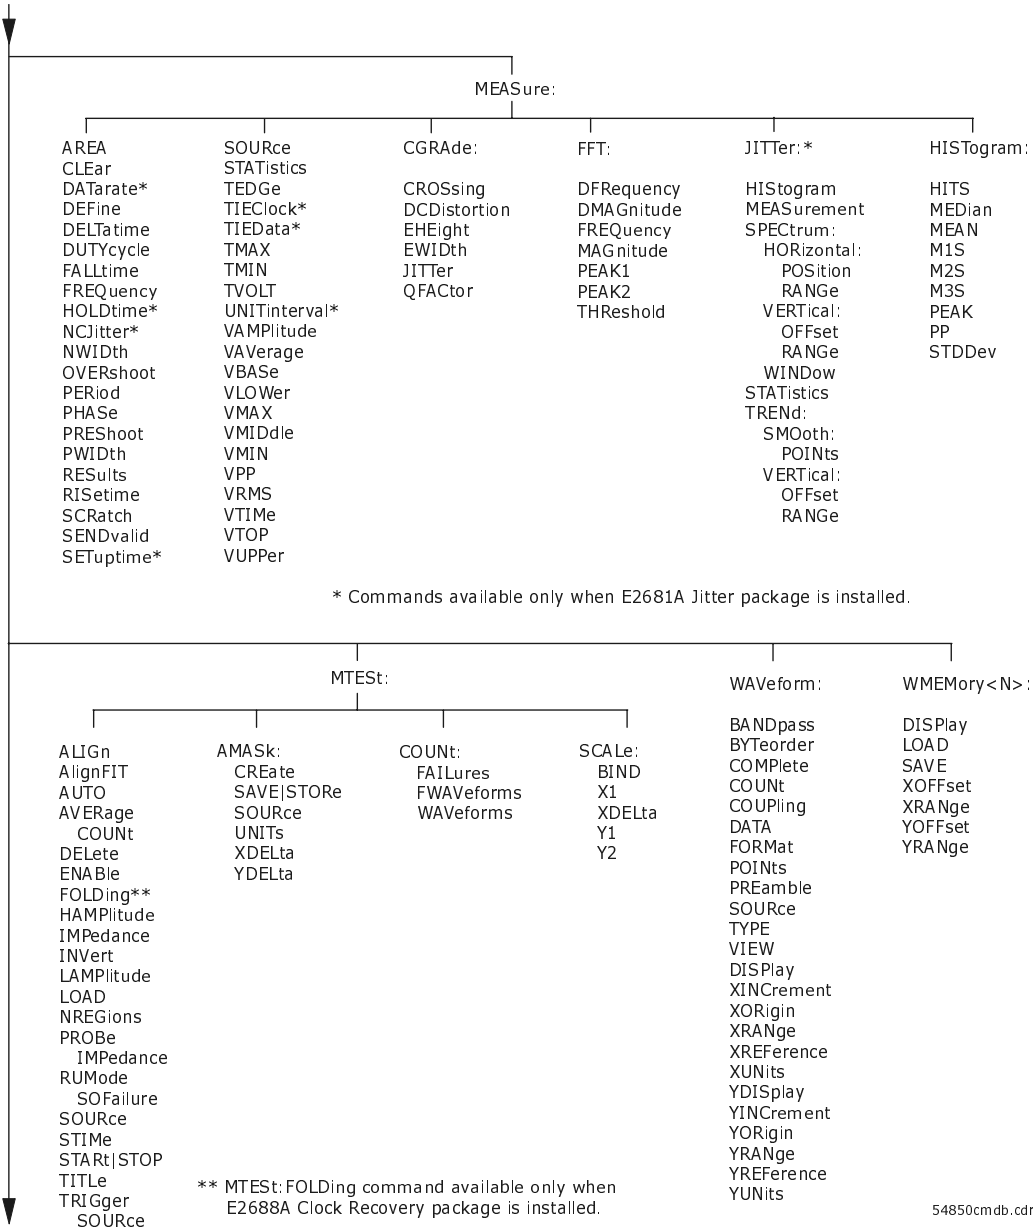 MEASure:
AREA
CLEar
DATarate*
DEFine
DELTatime
DUTYcycle
FALLtime
FREQuency
HOLDtime*
NCJitter*
NWIDth
OVERshoot
PERiod
PHASe
PREShoot
PWIDth
RESults
RISetime
SCRatch
SENDvalid
SETuptime*
SOURce
STATistics
TEDGe
TIEClock*
TIEData*
TMAX
TMIN
TVOLT
UNITinterval*
VAMPlitude
VAVerage
VBASe
VLOWer
VMAX
VMIDdle
VMIN
VPP
VRMS
VTIMe
VTOP
VUPPer
CGRAde:
CROSsing
DCDistortion
EHEight
EWIDth
JITTer
QFACtor
FFT:
DFRequency
DMAGnitude
FREQuency
MAGnitude
PEAK1
PEAK2
THReshold
JITTer:*
HIStogram
MEASurement
SPECtrum:
HORizontal:
POSition
RANGe
VERTical:
OFFset
RANGe
WINDow
STATistics
TRENd:
SMOoth:
POINts
VERTical:
OFFset
RANGe
HISTogram:
HITS
MEDian
MEAN
M1S
M2S
M3S
PEAK
PP
STDDev
* Commands available only when E2681A Jitter package is installed.
MTESt:
ALIGn
AlignFIT
AUTO
AVERage
COUNt
DELete
ENABle
FOLDing**
HAMPlitude
IMPedance
INVert
LAMPlitude
LOAD
NREGions
PROBe
IMPedance
RUMode
SOFailure
SOURce
STIMe
STARt|STOP
TITLe
TRIGger
SOURce
AMASk:
CREate
SAVE|STORe
SOURce
UNITs
XDELta
YDELta
COUNt:
FAILures
FWAVeforms
WAVeforms
SCALe:
BIND
X1
XDELta
Y1
Y2
WAVeform:
BANDpass
BYTeorder
COMPlete
COUNt
COUPling
DATA
FORMat
POINts
PREamble
SOURce
TYPE
VIEW
DISPlay
XINCrement
XORigin
XRANge
XREFerence
XUNits
YDISplay
YINCrement
YORigin
YRANge
YREFerence
YUNits
WMEMory<N>:
DISPlay
LOAD
SAVE
XOFFset
XRANge
YOFFset
YRANge
** MTESt:FOLDing command available only when
E2688A Clock Recovery package is installed.
54850cmdb.cdr